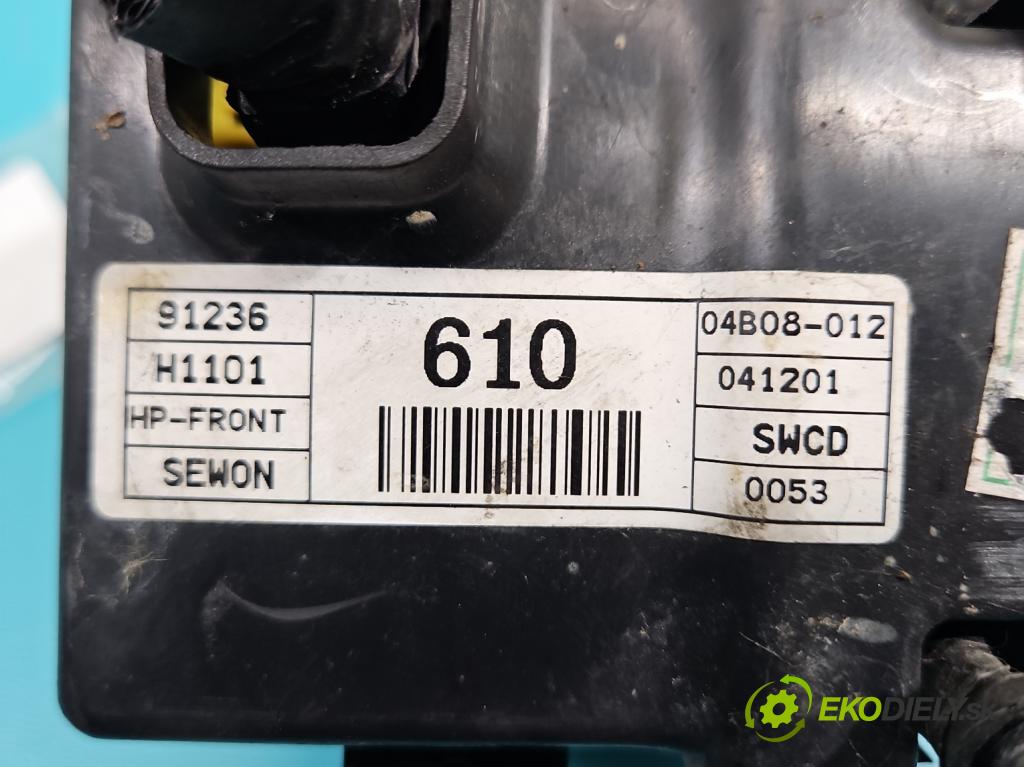 91236
H1101
HP-FRONT
SEWON
610
04B08-012
041201
SWCD
0053
EKODIELY.sk